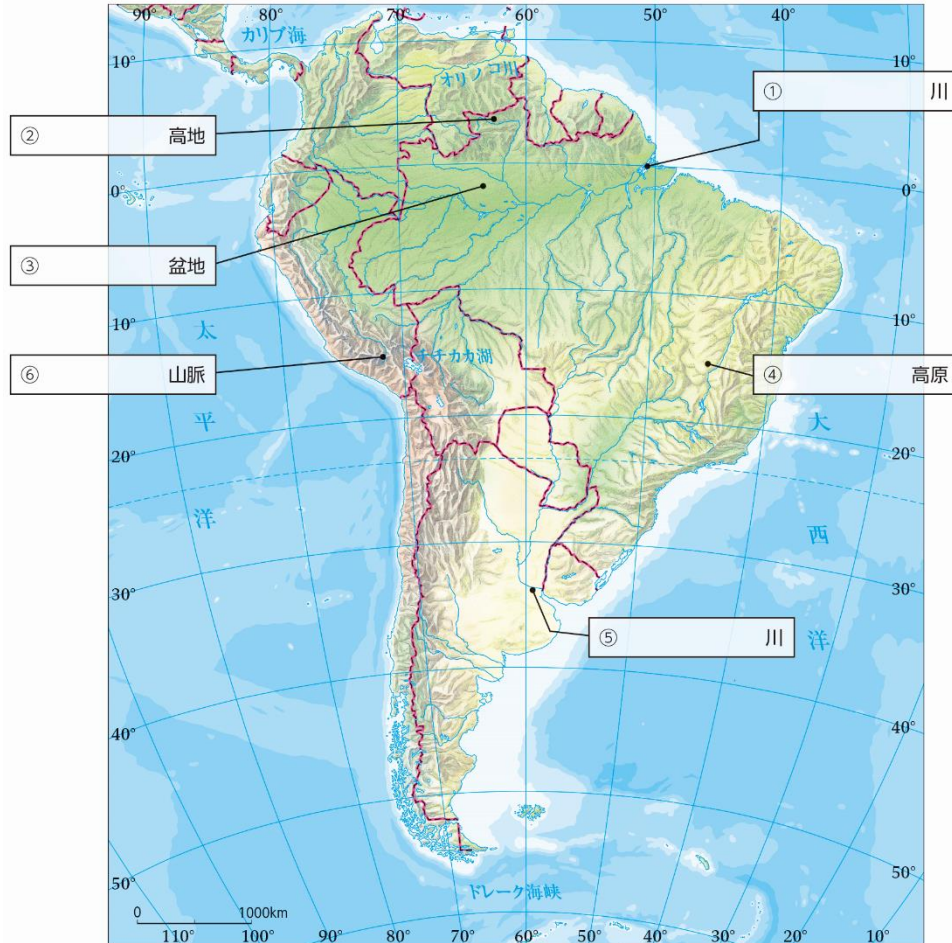 90° 80° 70° 60° 50° 40°
カリブ海
10°
10°
オリノコ川
① 川
② 高地
0°
0°
③ 盆地
10°
10°
チチカカ湖
⑥ 山脈
④ 高原
太平洋
大西洋
20°
20°
30°
30°
⑤ 川
40°
40°
50°
50°
ドレーク海峡
0 1000km
110° 100° 90° 80° 70° 60° 50° 40° 30° 20° 10°